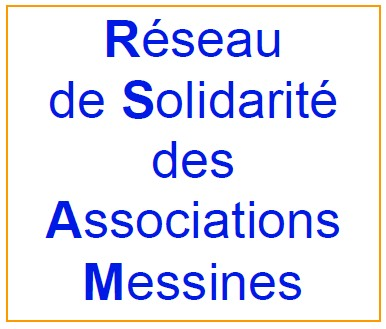 Réseau
de Solidarité
des
Associations
Messines